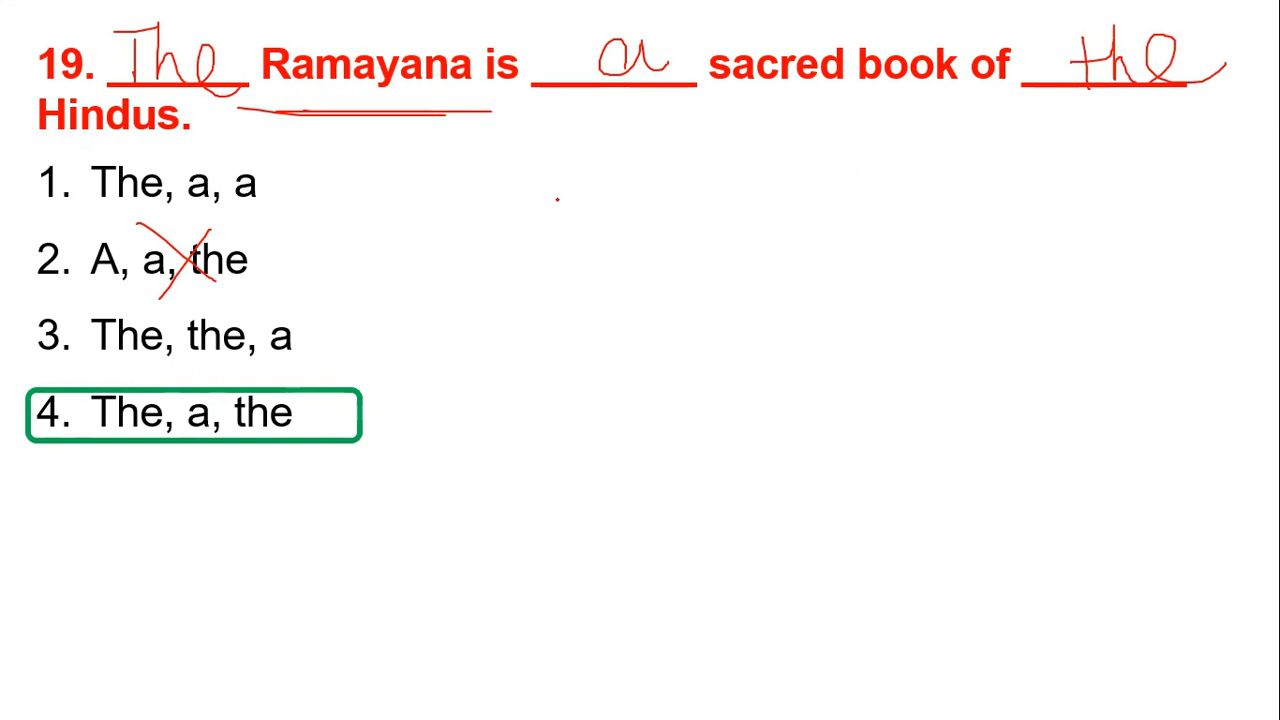 19. The Ramayana is a sacred book of the
Hindus.
1. The, a, a
2. A, a, the
3. The, the, a
4. The, a, the